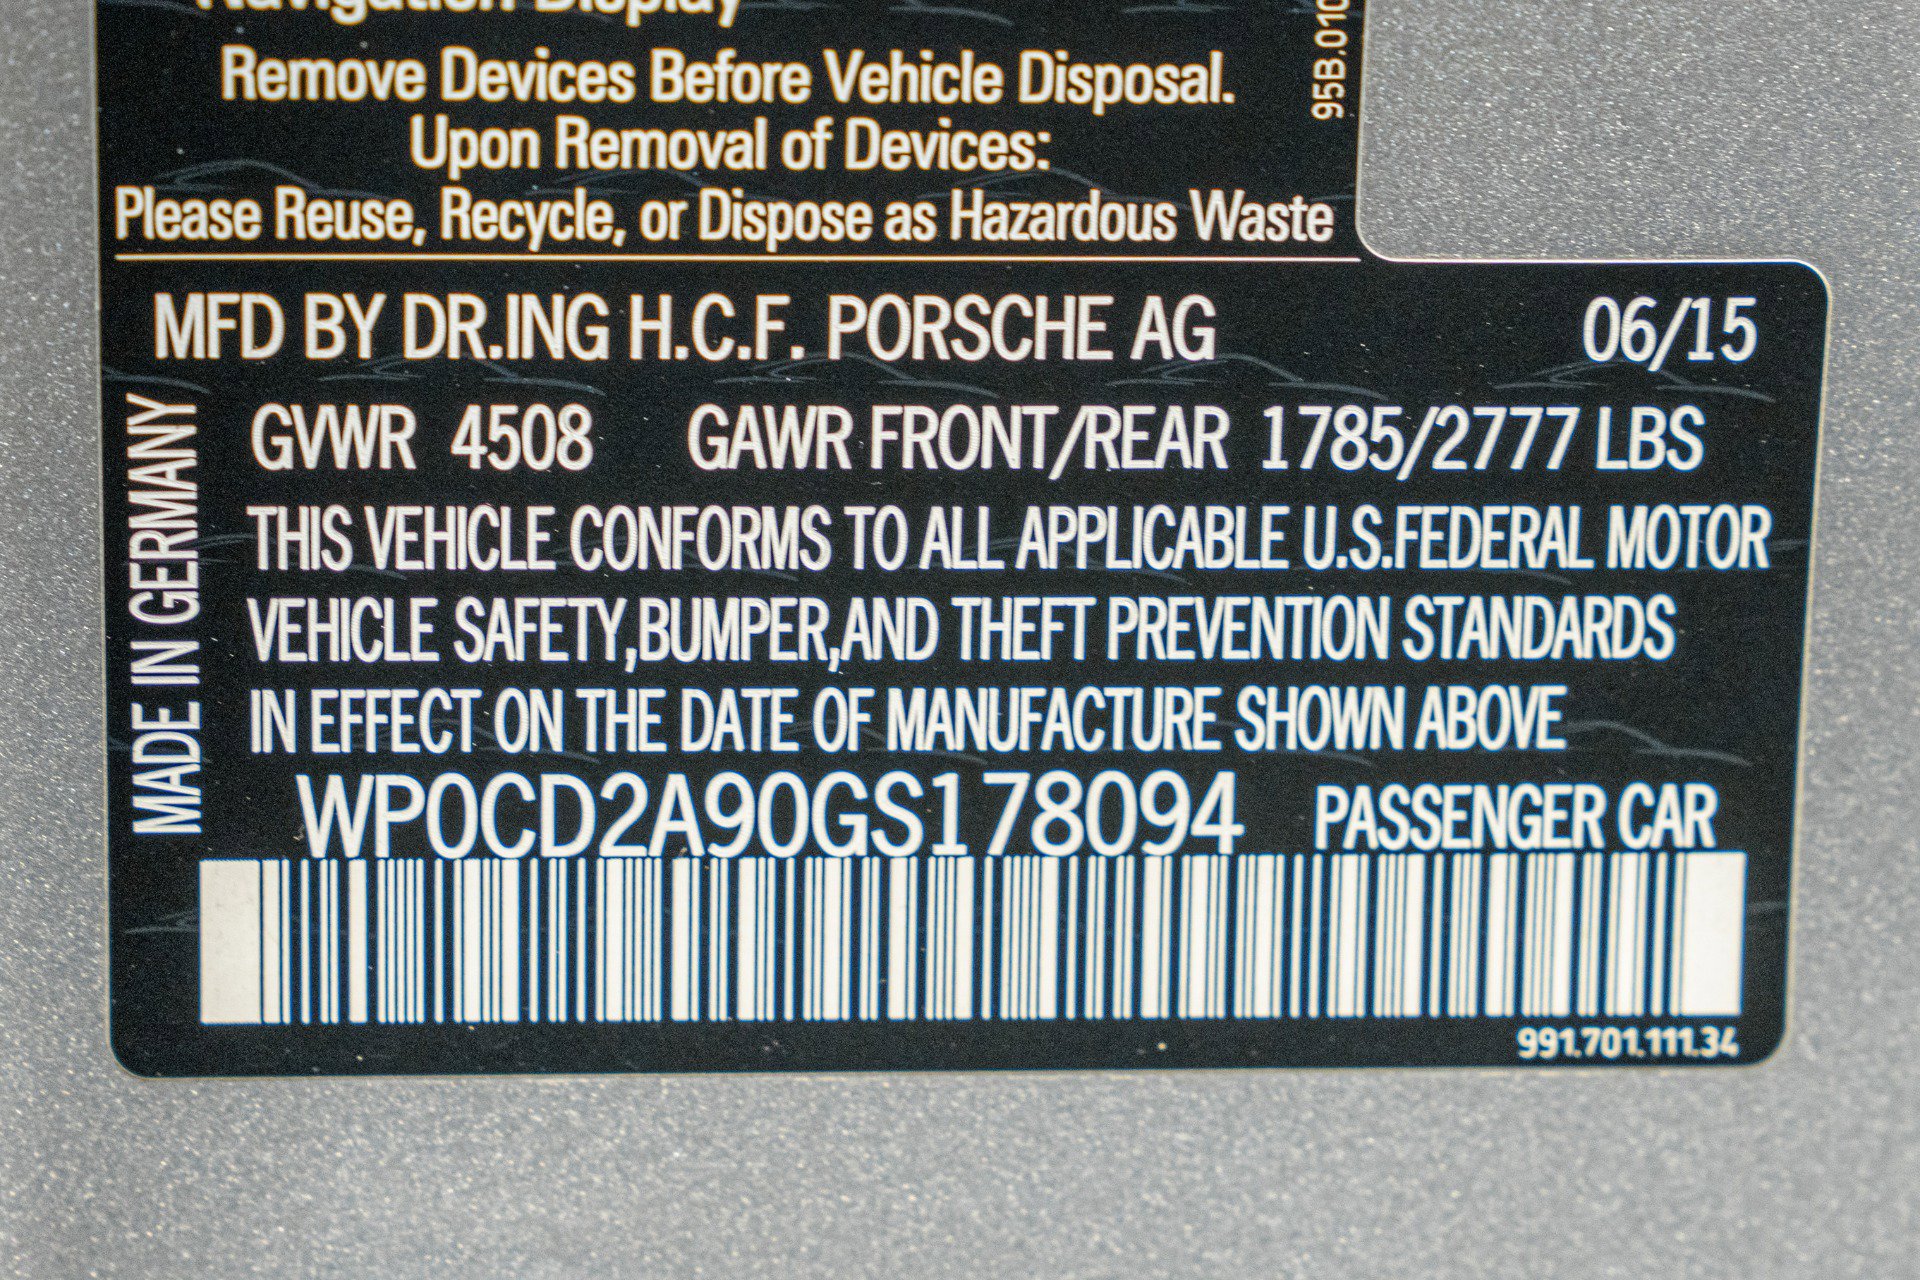 Navigation Display
Remove Devices Before Vehicle Disposal.
Upon Removal of Devices:
Please Reuse, Recycle, or Dispose as Hazardous Waste
95B.010
MFD BY DR.ING H.C.F. PORSCHE AG 06/15
MADE IN GERMANY
GVWR 4508 GAWR FRONT/REAR 1785/2777 LBS
THIS VEHICLE CONFORMS TO ALL APPLICABLE U.S.FEDERAL MOTOR
VEHICLE SAFETY,BUMPER,AND THEFT PREVENTION STANDARDS
IN EFFECT ON THE DATE OF MANUFACTURE SHOWN ABOVE
WP0CD2A90GS178094 PASSENGER CAR
991.701.111.34